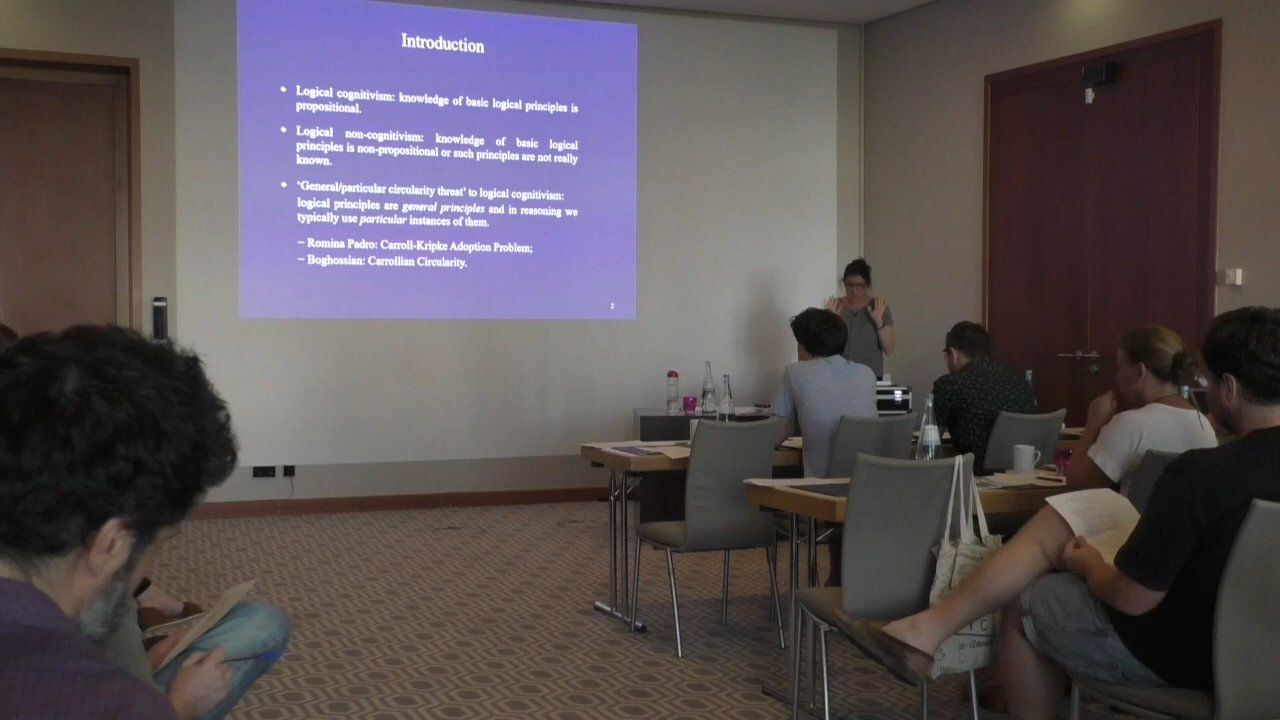 Introduction
• Logical cognitivism: knowledge of basic logical principles is
propositional.
• Logical non-cognitivism: knowledge of basic logical
principles is non-propositional or such principles are not really
known.
• ‘General/particular circularity threat’ to logical cognitivism:
logical principles are general principles and in reasoning we
typically use particular instances of them.
– Romina Padro: Carroll-Kripke Adoption Problem;
– Boghossian: Carrollian Circularity.
2